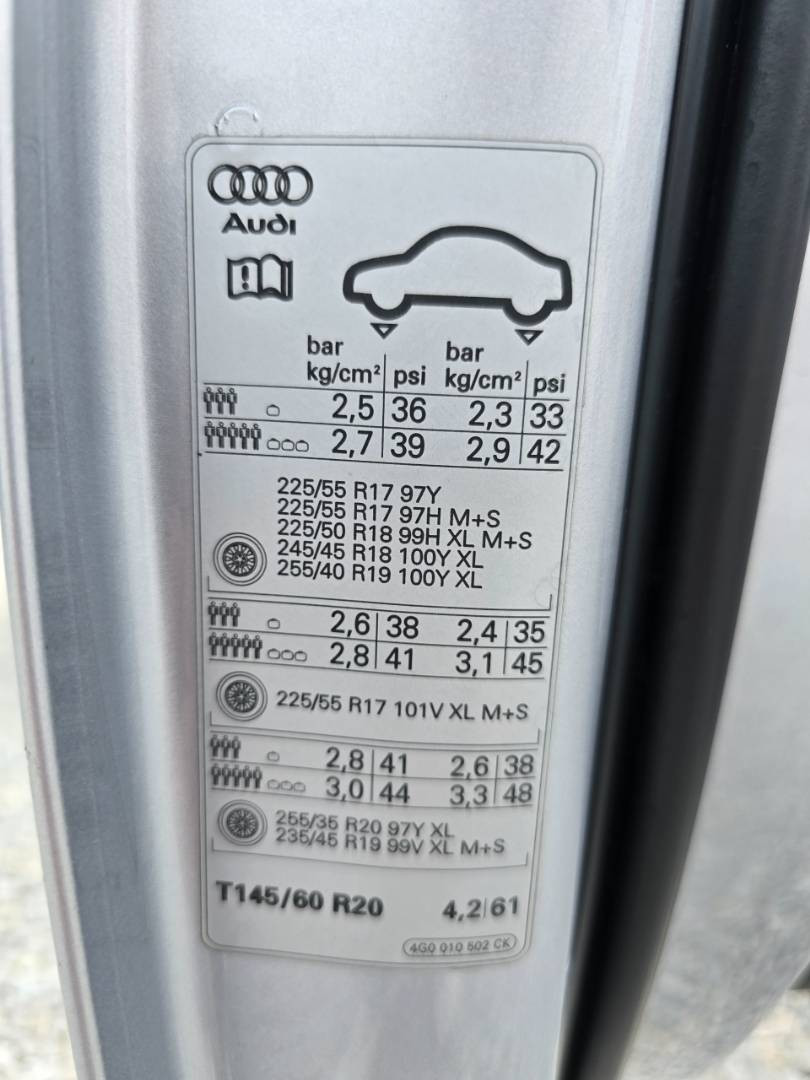 Audi
bar bar
kg/cm² psi kg/cm² psi
2,5 36 2,3 33
2,7 39 2,9 42
225/55 R17 97Y
225/55 R17 97H M+S
225/50 R18 99H XL M+S
245/45 R18 100Y XL
255/40 R19 100Y XL
2,6 38 2,4 35
2,8 41 3,1 45
225/55 R17 101V XL M+S
2,8 41 2,6 38
3,0 44 3,3 48
255/35 R20 97Y XL
235/45 R19 99V XL M+S
T145/60 R20 4,2 61
4G0 010 502 CK